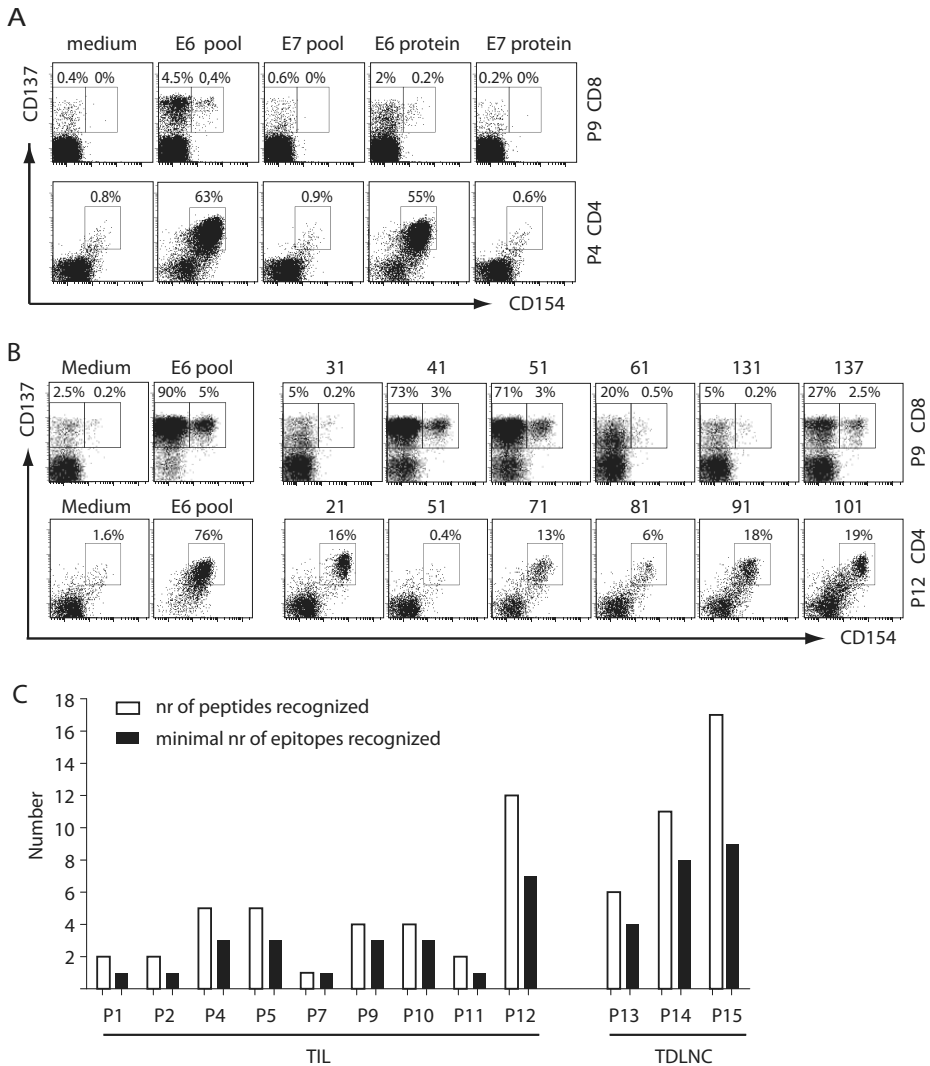 A
medium E6 pool E7 pool E6 protein E7 protein
CD137
0.4% 0% 4.5% 0,4% 0.6% 0% 2% 0.2% 0.2% 0%
P9 CD8
0.8% 63% 0.9% 55% 0.6%
P4 CD4
CD154
B
Medium E6 pool 31 41 51 61 131 137
CD137
2.5% 0.2% 90% 5% 5% 0.2% 73% 3% 71% 3% 20% 0.5% 5% 0.2% 27% 2.5%
P9 CD8
Medium E6 pool 21 51 71 81 91 101
1.6% 76% 16% 0.4% 13% 6% 18% 19%
P12 CD4
CD154
C
nr of peptides recognized
minimal nr of epitopes recognized
Number
18
16
14
12
10
8
6
4
2
P1 P2 P4 P5 P7 P9 P10 P11 P12 P13 P14 P15
TIL TDLNC